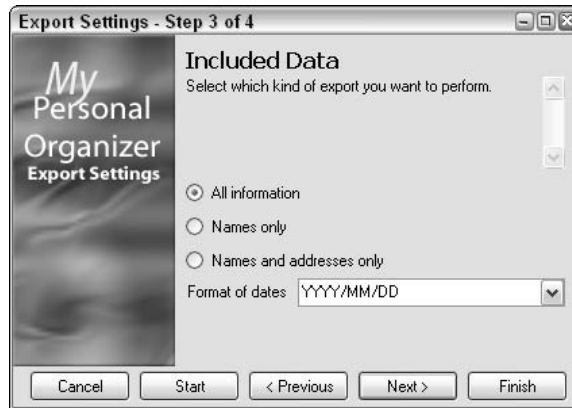 Export Settings - Step 3 of 4
My
Personal
Organizer
Export Settings
Included Data
Select which kind of export you want to perform.
All information
Names only
Names and addresses only
Format of dates YYYY/MM/DD
Cancel Start < Previous Next > Finish